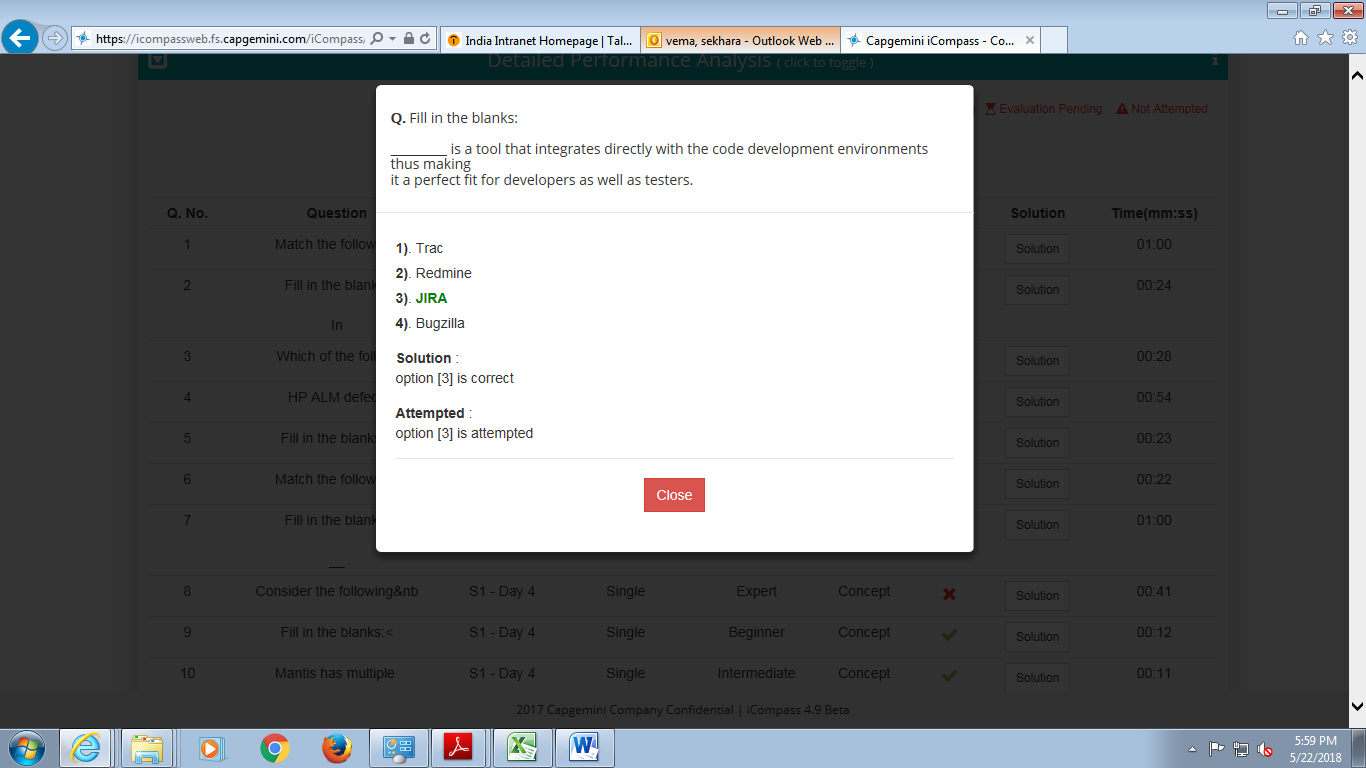 https://icompassweb.fs.capgemini.com/iCompass,
India Intranet Homepage | Tal...
vema, sekhara - Outlook Web ...
Capgemini iCompass - Co...
Detailed Performance Analysis ( click to toggle )
Evaluation Pending Not Attempted
Q. Fill in the blanks:
________ is a tool that integrates directly with the code development environments
thus making
it a perfect fit for developers as well as testers.
Q. No. Question Solution Time(mm:ss)
1 Match the follow Solution 01:00
2 Fill in the blank Solution 00:24
In
3 Which of the foll Solution 00:28
4 HP ALM defec Solution 00:54
5 Fill in the blank Solution 00:23
6 Match the follow Solution 00:22
7 Fill in the blank Solution 01:00
__
1). Trac
2). Redmine
3). JIRA
4). Bugzilla
Solution :
option [3] is correct
Attempted :
option [3] is attempted
Close
8 Consider the following&nb S1 - Day 4 Single Expert Concept Solution 00:41
9 Fill in the blanks:< S1 - Day 4 Single Beginner Concept Solution 00:12
10 Mantis has multiple S1 - Day 4 Single Intermediate Concept Solution 00:11
2017 Capgemini Company Confidential | iCompass 4.9 Beta
5:59 PM
5/22/2018